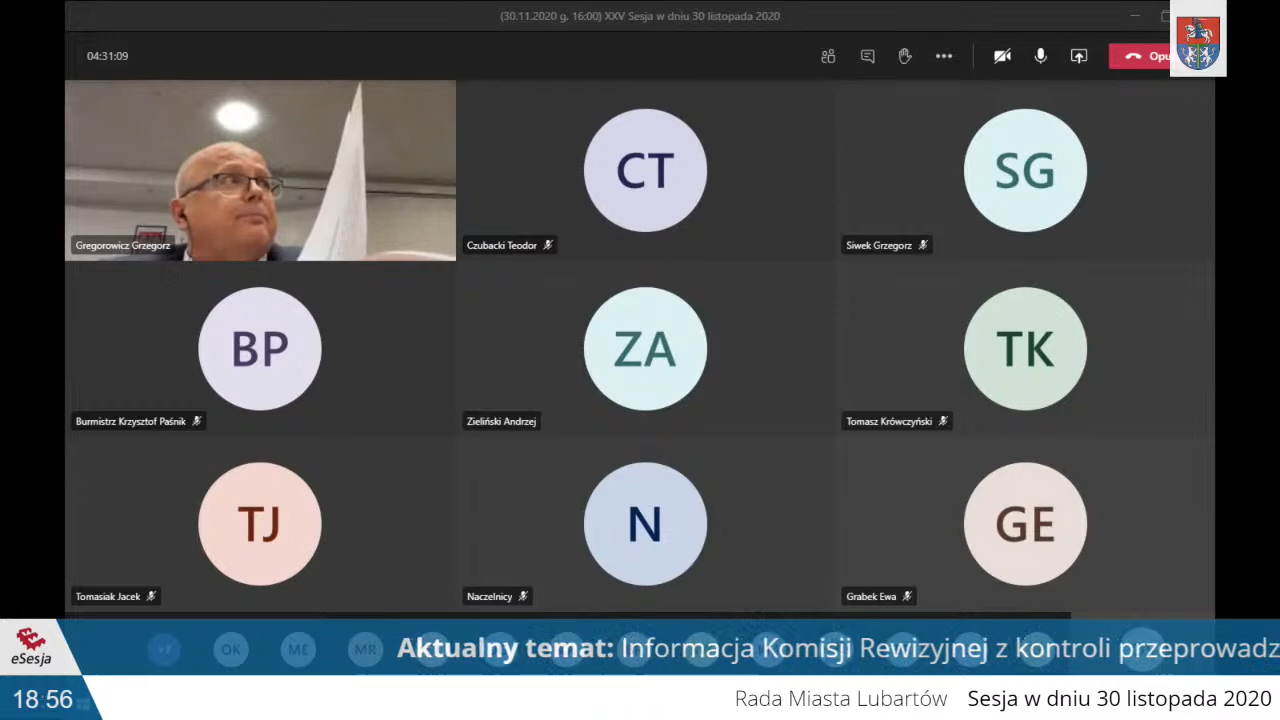 (30.11.2020 g. 16:00) XXV Sesja w dniu 30 listopada 2020
04:31:09
CT
SG
Gregorowicz Grzegorz
Czubacki Teodor
Siwek Grzegorz
BP
ZA
TK
Burmistrz Krzysztof Paśnik
Zieliński Andrzej
Tomasz Krówczyński
TJ
N
GE
Tomasiak Jacek
Naczelnicy
Grabek Ewa
eSesja
OK
ME
MR
Aktualny temat: Informacja Komisji Rewizyjnej z kontroli przeprowadz
18:56
Rada Miasta Lubartów Sesja w dniu 30 listopada 2020